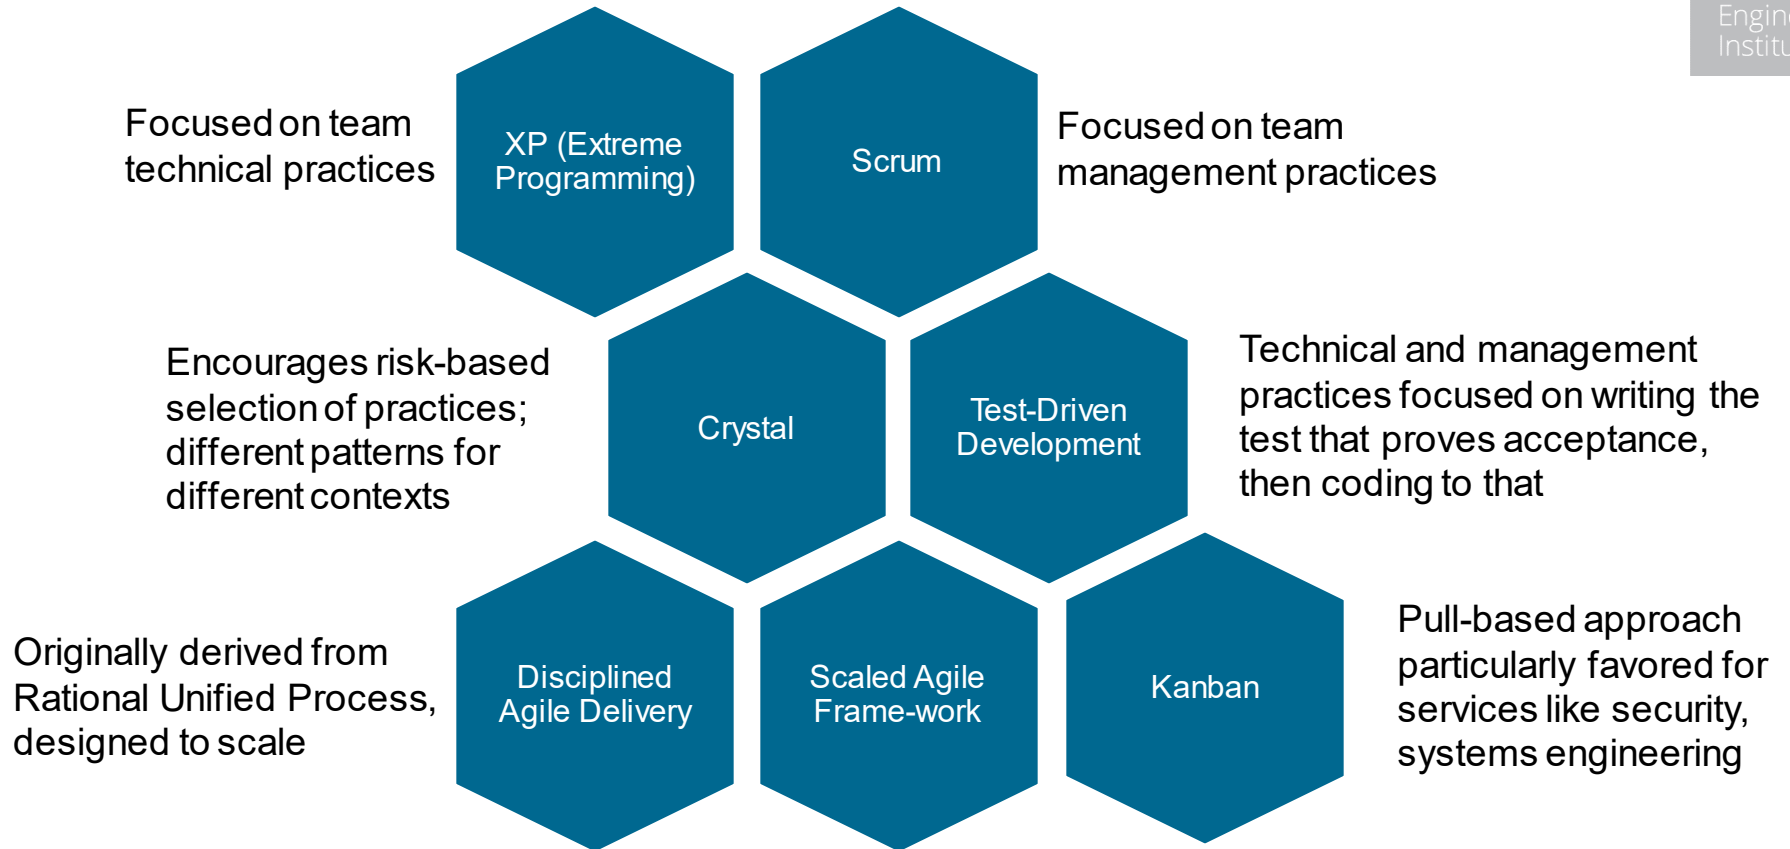 Engine
Institu
Focused on team
technical practices
XP (Extreme
Programming)
Scrum
Focused on team
management practices
Encourages risk-based
selection of practices;
different patterns for
different contexts
Crystal
Test-Driven
Development
Technical and management
practices focused on writing the
test that proves acceptance,
then coding to that
Originally derived from
Rational Unified Process,
designed to scale
Disciplined
Agile Delivery
Scaled Agile
Frame-work
Kanban
Pull-based approach
particularly favored for
services like security,
systems engineering